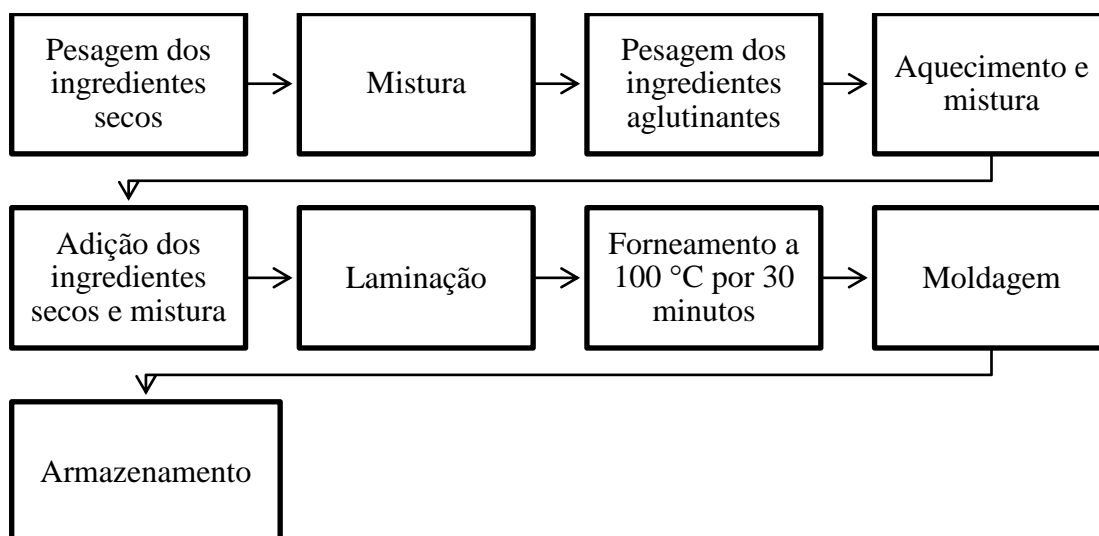 Pesagem dos
ingredientes
secos
Mistura
Pesagem dos
ingredientes
aglutinantes
Aquecimento e
mistura
Adição dos
ingredientes
secos e mistura
Laminação
Forneamento a
100 °C por 30
minutos
Moldagem
Armazenamento